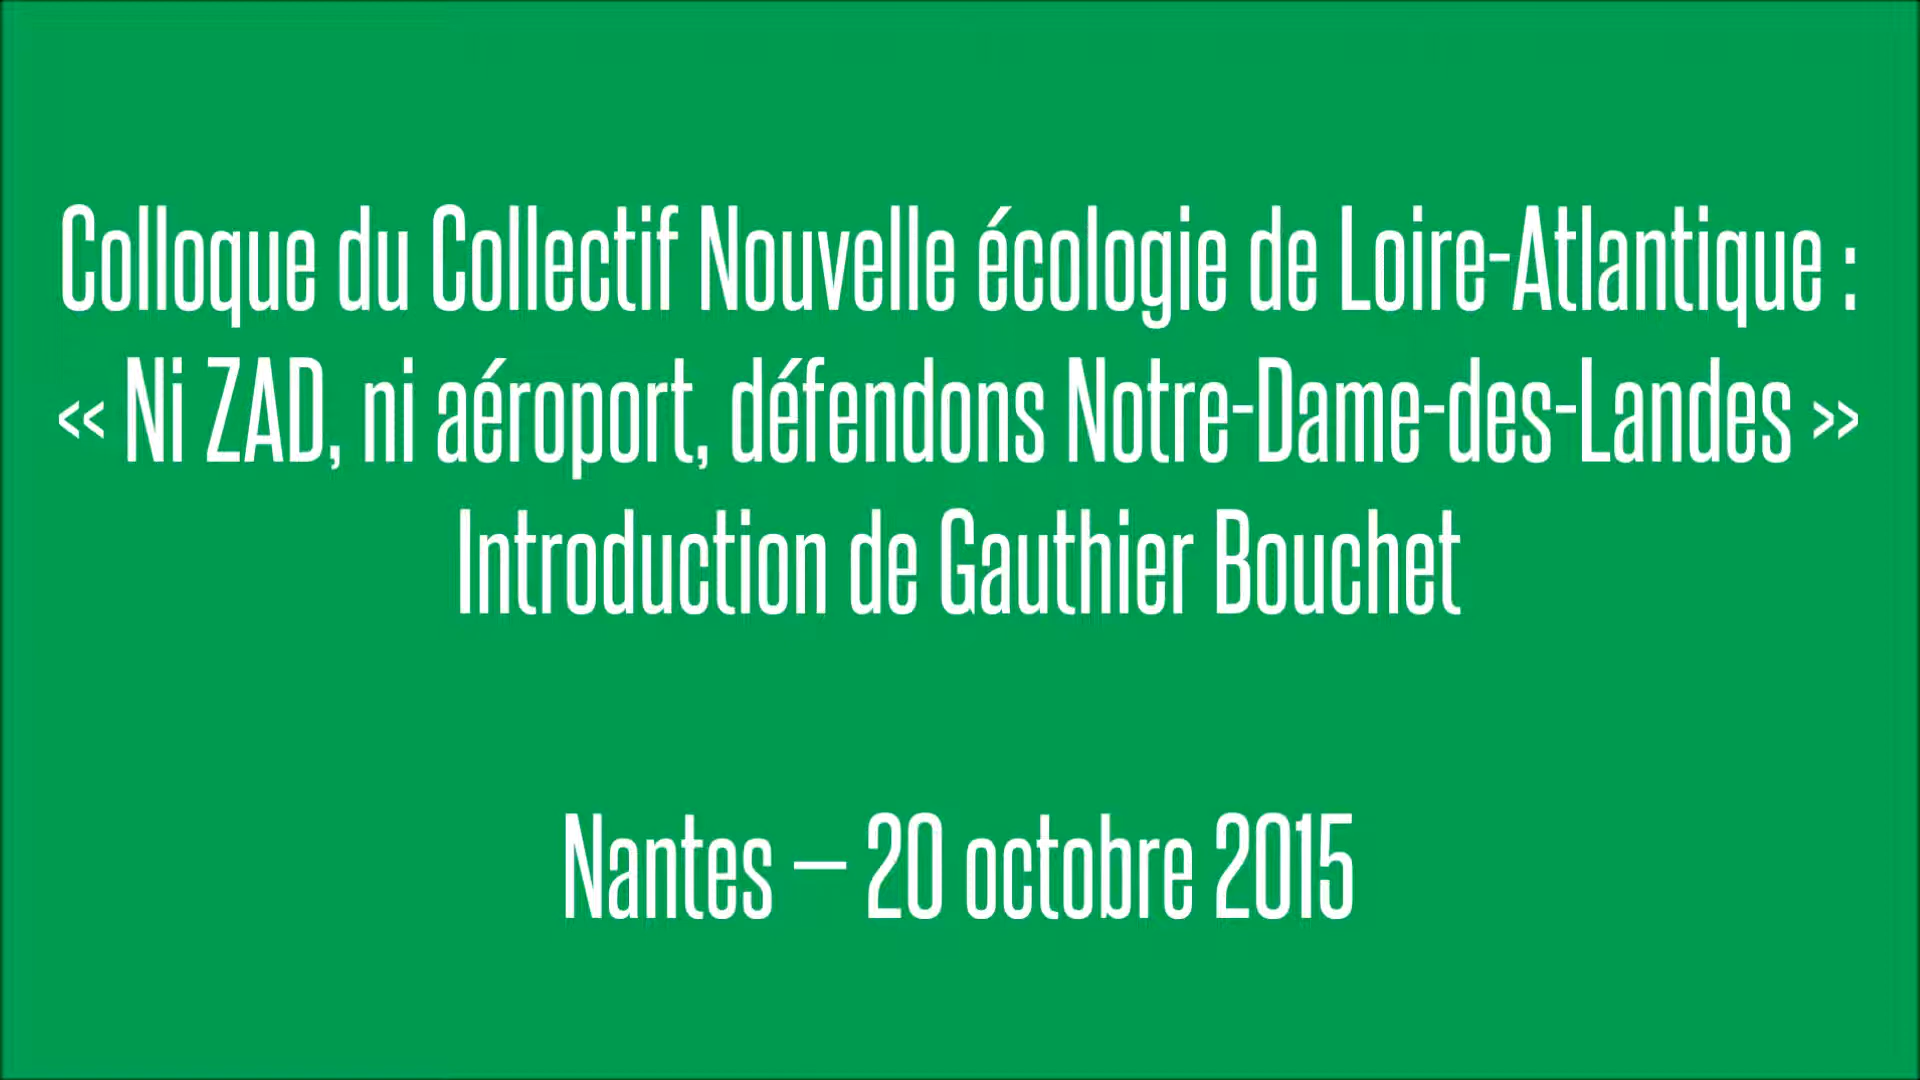 Colloque du Collectif Nouvelle écologie de Loire-Atlantique :
« Ni ZAD, ni aéroport, défendons Notre-Dame-des-Landes »
Introduction de Gauthier Bouchet
Nantes – 20 octobre 2015